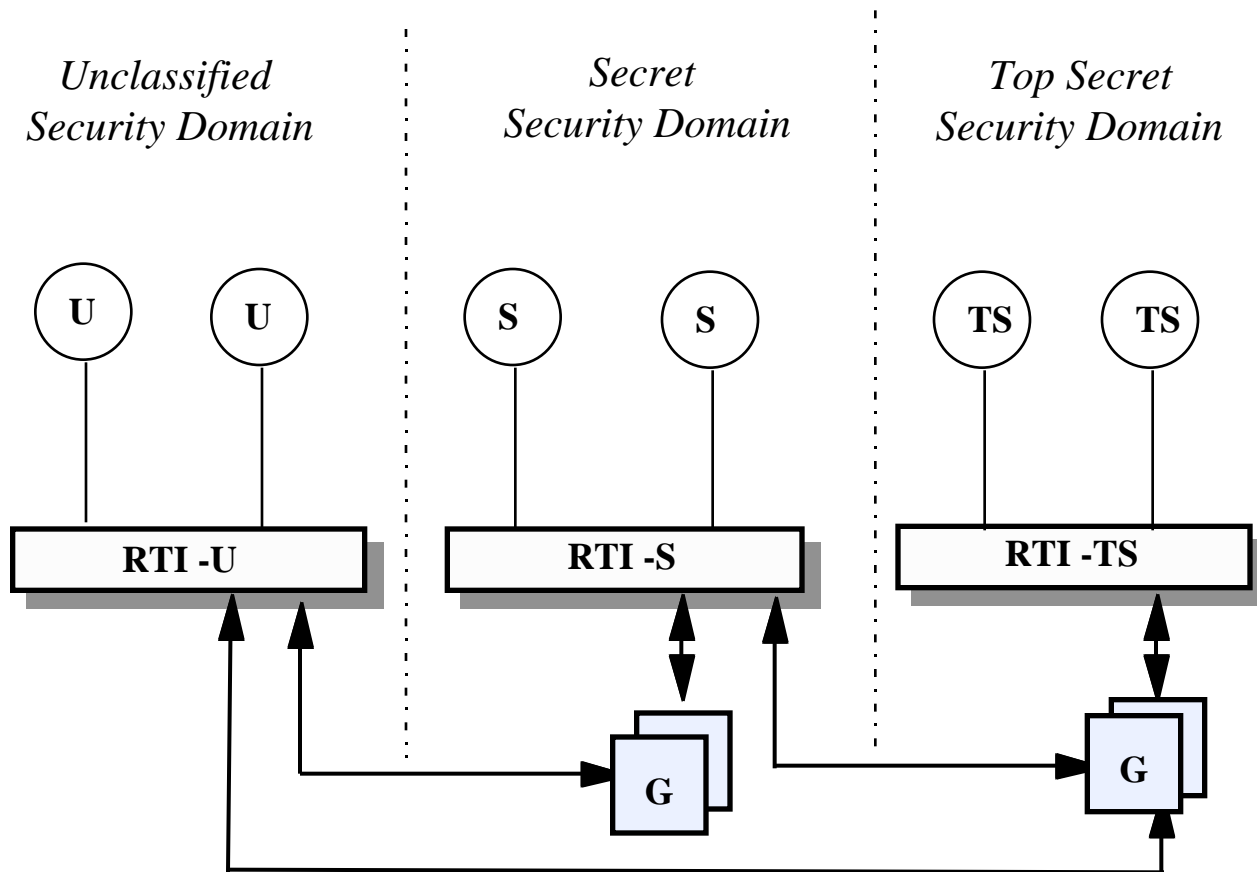 Unclassified
Security Domain
Secret
Security Domain
Top Secret
Security Domain
U
U
S
S
TS
TS
RTI -U
RTI -S
RTI -TS
G
G